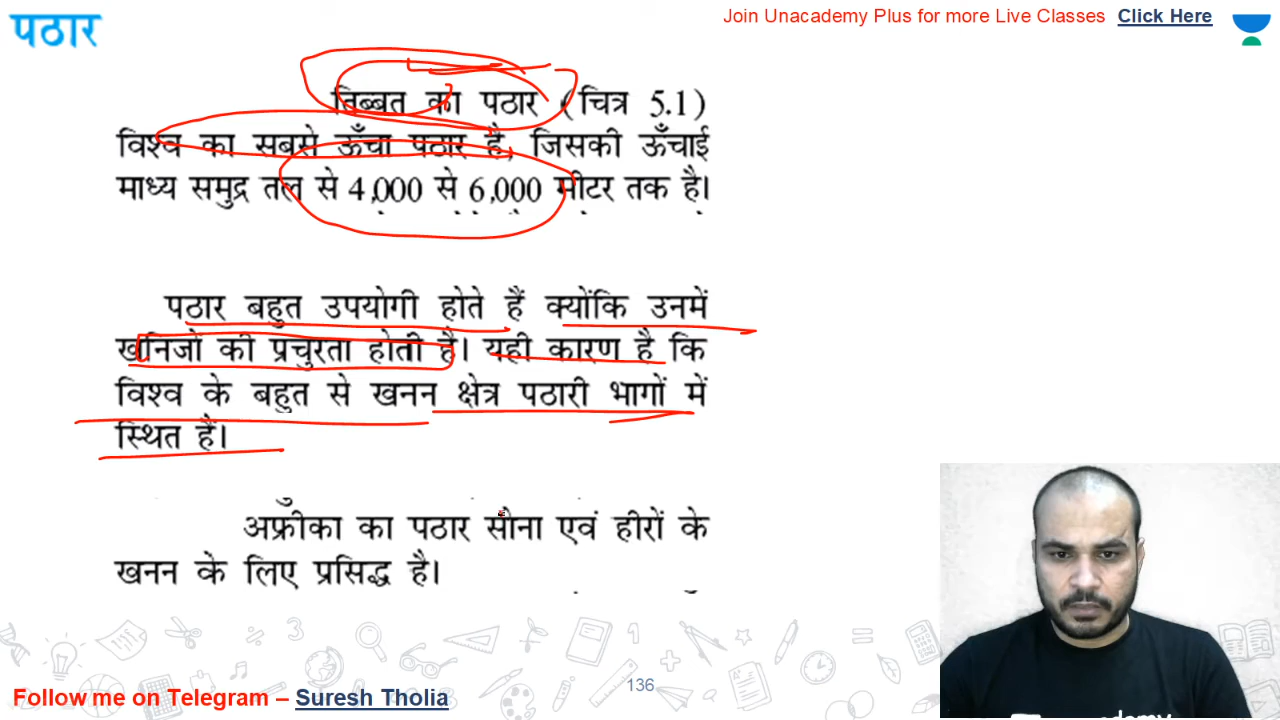 पठार
Join Unacademy Plus for more Live Classes Click Here
तिब्बत का पठार (चित्र 5.1)
विश्व का सबसे ऊँचा पठार है, जिसकी ऊँचाई
माध्य समुद्र तल से 4,000 से 6,000 मीटर तक है।
पठार बहुत उपयोगी होते हैं क्योंकि उनमें
खनिजों की प्रचुरता होती है। यही कारण है कि
विश्व के बहुत से खनन क्षेत्र पठारी भागों में
स्थित हैं।
अफ्रीका का पठार सोना एवं हीरों के
खनन के लिए प्रसिद्ध है।
136
Follow me on Telegram – Suresh Tholia